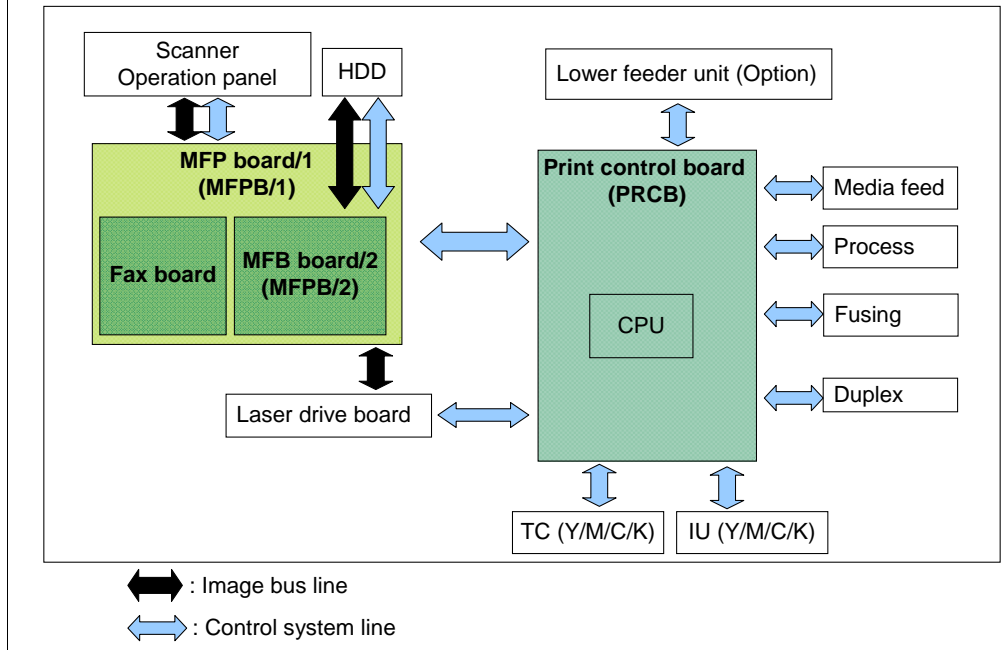 Scanner
Operation panel
HDD
Lower feeder unit (Option)
MFP board/1
(MFPB/1)
Print control board
(PRCB)
Media feed
Process
Fax board
MFB board/2
(MFPB/2)
CPU
Fusing
Duplex
Laser drive board
TC (Y/M/C/K)
IU (Y/M/C/K)
: Image bus line
: Control system line